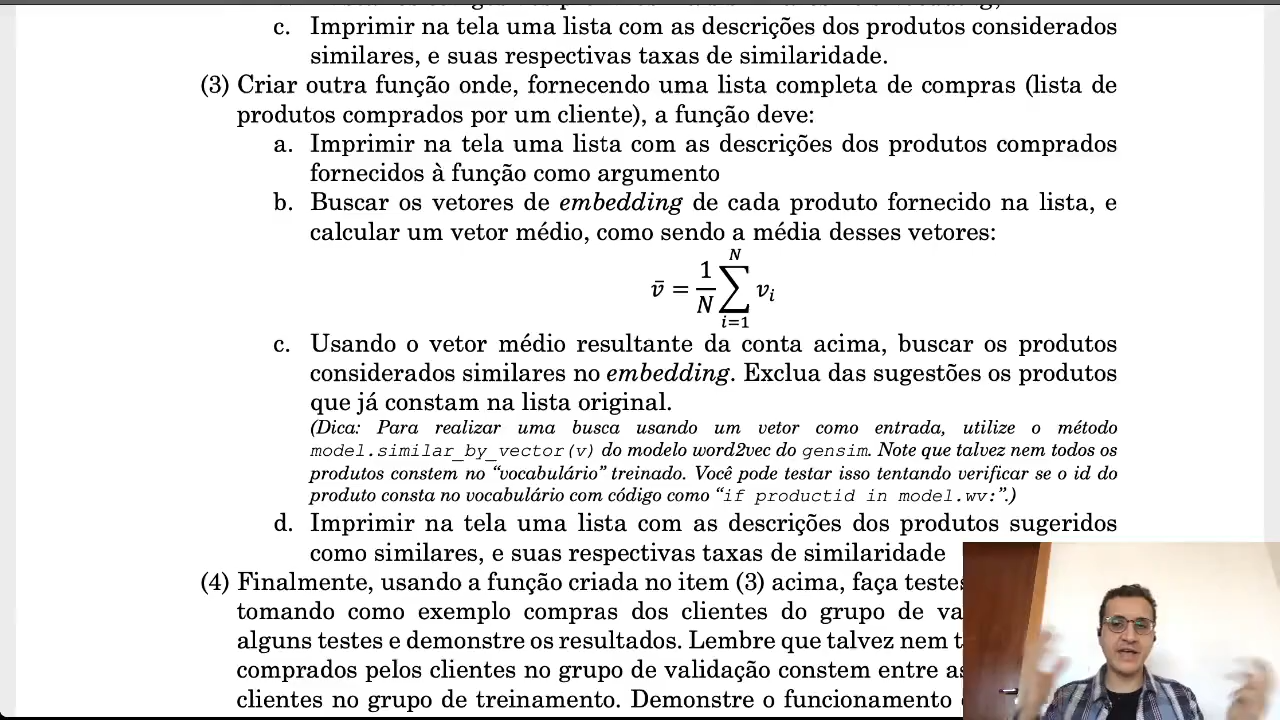 c. Imprimir na tela uma lista com as descrições dos produtos considerados
similares, e suas respectivas taxas de similaridade.
(3) Criar outra função onde, fornecendo uma lista completa de compras (lista de
produtos comprados por um cliente), a função deve:
a. Imprimir na tela uma lista com as descrições dos produtos comprados
fornecidos à função como argumento
b. Buscar os vetores de embedding de cada produto fornecido na lista, e
calcular um vetor médio, como sendo a média desses vetores:
v̄ = 1/N ∑_{i=1}^{N} v_i
c. Usando o vetor médio resultante da conta acima, buscar os produtos
considerados similares no embedding. Exclua das sugestões os produtos
que já constam na lista original.
(Dica: Para realizar uma busca usando um vetor como entrada, utilize o método
model.similar_by_vector(v) do modelo word2vec do gensim. Note que talvez nem todos os
produtos constem no “vocabulário” treinado. Você pode testar isso tentando verificar se o id do
produto consta no vocabulário com código como “if productid in model.wv:”.)
d. Imprimir na tela uma lista com as descrições dos produtos sugeridos
como similares, e suas respectivas taxas de similaridade
(4) Finalmente, usando a função criada no item (3) acima, faça testes
tomando como exemplo compras dos clientes do grupo de va
alguns testes e demonstre os resultados. Lembre que talvez nem t
comprados pelos clientes no grupo de validação constem entre as
clientes no grupo de treinamento. Demonstre o funcionamento